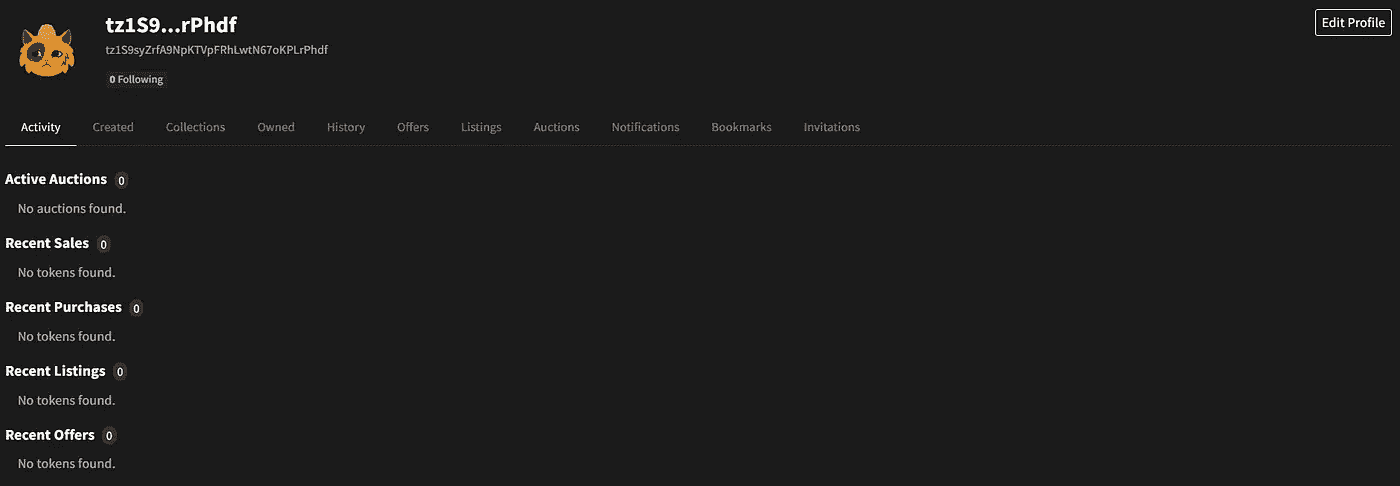 tz1S9...rPhdf
Edit Profile
tz1S9syZrfA9NpKTVpFRhLwtN67oKPLrPhdf
0 Following
Activity Created Collections Owned History Offers Listings Auctions Notifications Bookmarks Invitations
Active Auctions 0
No auctions found.
Recent Sales 0
No tokens found.
Recent Purchases 0
No tokens found.
Recent Listings 0
No tokens found.
Recent Offers 0
No tokens found.